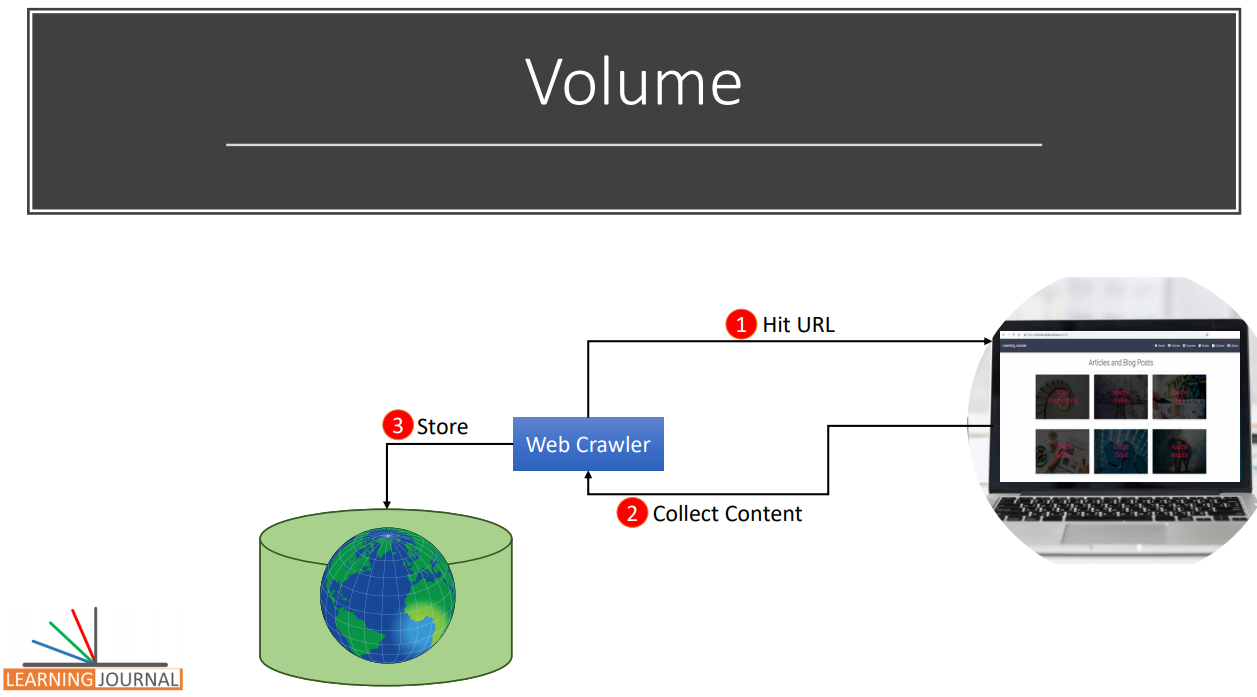 Volume
1 Hit URL
3 Store
Web Crawler
2 Collect Content
Articles and Blog Posts
LEARNING JOURNAL